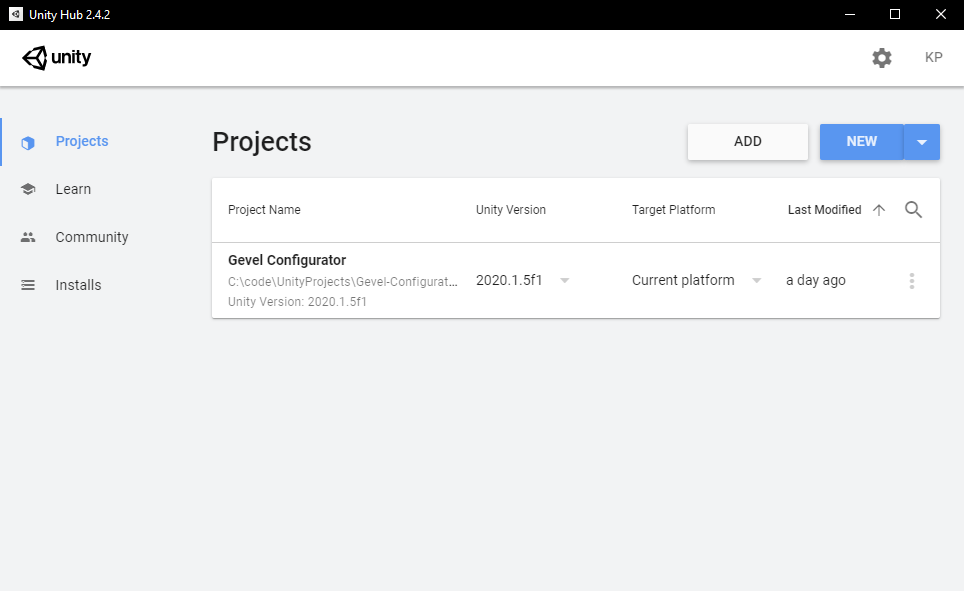 Unity Hub 2.4.2
unity
KP
Projects
Learn
Community
Installs
Projects
ADD
NEW
Project Name
Unity Version
Target Platform
Last Modified
Gevel Configurator
C:\code\UnityProjects\Gevel-Configurat...
Unity Version: 2020.1.5f1
2020.1.5f1
Current platform
a day ago